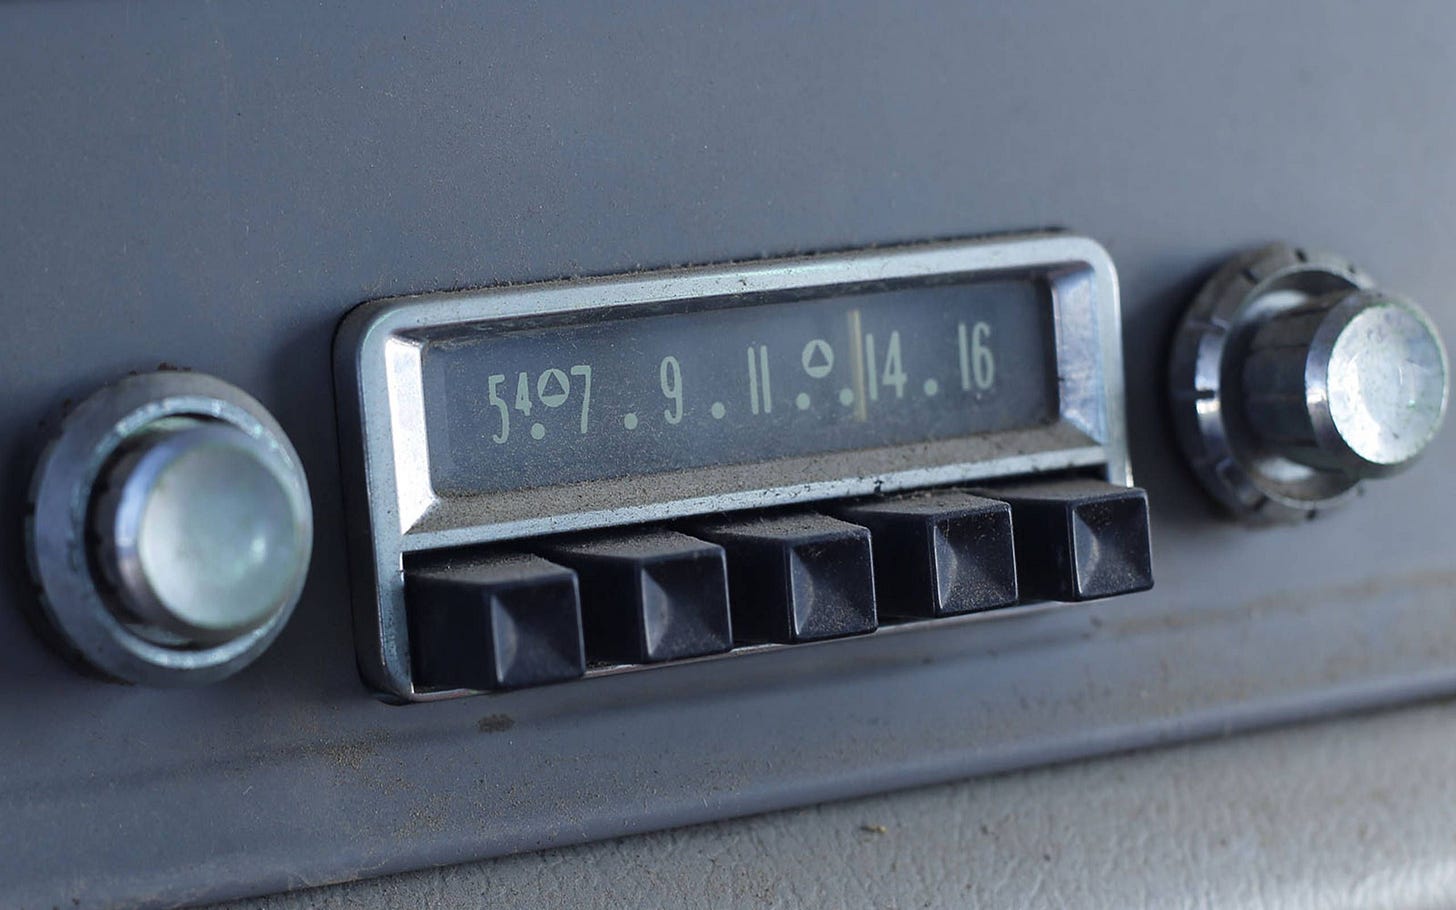 54 7 . 9 . 11 . . 14 . 16